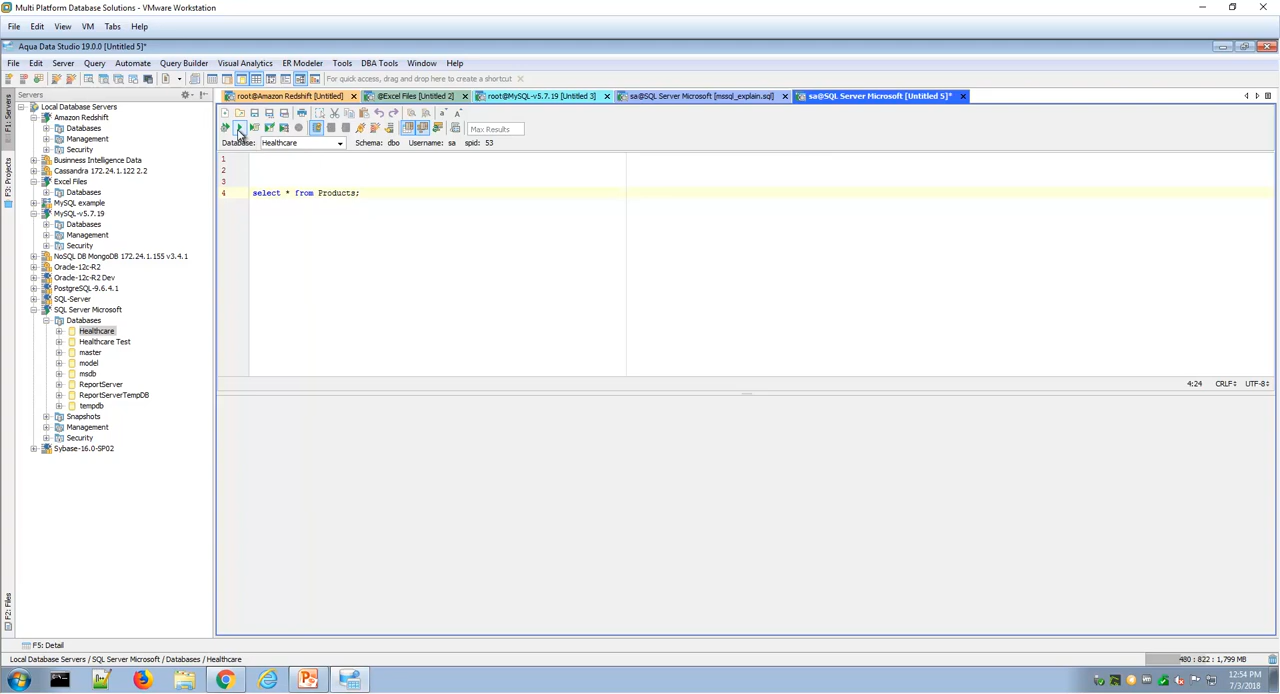 Multi Platform Database Solutions - VMware Workstation
File Edit View VM Tabs Help
Aqua Data Studio 19.0.0 [Untitled 5]*
File Edit Server Query Automate Query Builder Visual Analytics ER Modeler Tools DBA Tools Window Help
For quick access, drag and drop here to create a shortcut
Servers
root@Amazon Redshift [Untitled]
@Excel Files [Untitled 2]
root@MySQL-v5.7.19 [Untitled 3]
sa@SQL Server Microsoft [mssql_explain.sql]
sa@SQL Server Microsoft [Untitled 5]*
F1: Servers
F3: Projects
F2: Files
Local Database Servers
Amazon Redshift
Databases
Management
Security
Businness Intelligence Data
Cassandra 172.24.1.122 2.2
Excel Files
Databases
MySQL example
MySQL-v5.7.19
Databases
Management
Security
NoSQL DB MongoDB 172.24.1.155 v3.4.1
Oracle-12c-R2
Oracle-12c-R2 Dev
PostgreSQL-9.6.4.1
SQL-Server
SQL Server Microsoft
Databases
Healthcare
Healthcare Test
master
model
msdb
ReportServer
ReportServerTempDB
tempdb
Snapshots
Management
Security
Sybase-16.0-SP02
Max Results
Database: Healthcare Schema: dbo Username: sa spid: 53
1
2
3
4 select * from Products;
4:24 CRLF UTF-8
F5: Detail
Local Database Servers / SQL Server Microsoft / Databases / Healthcare
480 : 822 : 1,799 MB
12:54 PM
7/3/2018